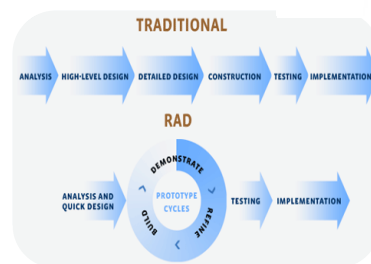 TRADITIONAL
ANALYSIS HIGH-LEVEL DESIGN DETAILED DESIGN CONSTRUCTION TESTING IMPLEMENTATION
RAD
DEMONSTRATE
ANALYSIS AND
QUICK DESIGN
PROTOTYPE
CYCLES
BUILD
REFINE
TESTING
IMPLEMENTATION